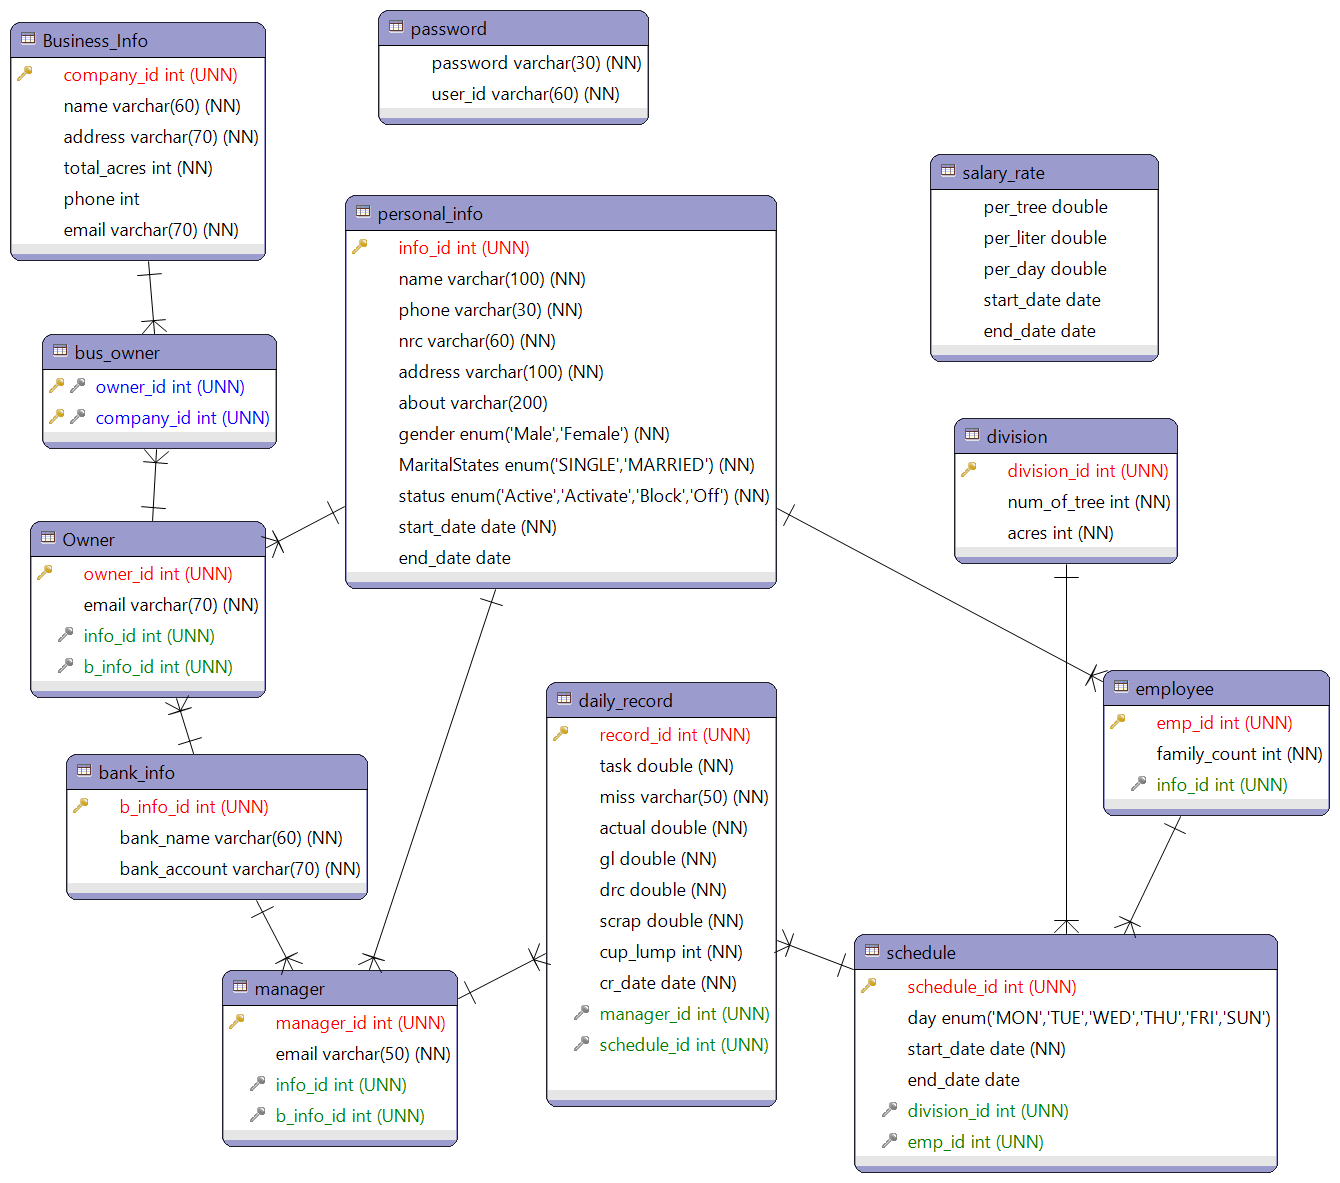 Business_Info
company_id int (UNN)
name varchar(60) (NN)
address varchar(70) (NN)
total_acres int (NN)
phone int
email varchar(70) (NN)
password
password varchar(30) (NN)
user_id varchar(60) (NN)
salary_rate
per_tree double
per_liter double
per_day double
start_date date
end_date date
personal_info
info_id int (UNN)
name varchar(100) (NN)
phone varchar(30) (NN)
nrc varchar(60) (NN)
address varchar(100) (NN)
about varchar(200)
gender enum('Male','Female') (NN)
MaritalStates enum('SINGLE','MARRIED') (NN)
status enum('Active','Activate','Block','Off') (NN)
start_date date (NN)
end_date date
bus_owner
owner_id int (UNN)
company_id int (UNN)
division
division_id int (UNN)
num_of_tree int (NN)
acres int (NN)
Owner
owner_id int (UNN)
email varchar(70) (NN)
info_id int (UNN)
b_info_id int (UNN)
employee
emp_id int (UNN)
family_count int (NN)
info_id int (UNN)
daily_record
record_id int (UNN)
task double (NN)
miss varchar(50) (NN)
actual double (NN)
gl double (NN)
drc double (NN)
scrap double (NN)
cup_lump int (NN)
cr_date date (NN)
manager_id int (UNN)
schedule_id int (UNN)
bank_info
b_info_id int (UNN)
bank_name varchar(60) (NN)
bank_account varchar(70) (NN)
schedule
schedule_id int (UNN)
day enum('MON','TUE','WED','THU','FRI','SUN')
start_date date (NN)
end_date date
division_id int (UNN)
emp_id int (UNN)
manager
manager_id int (UNN)
email varchar(50) (NN)
info_id int (UNN)
b_info_id int (UNN)